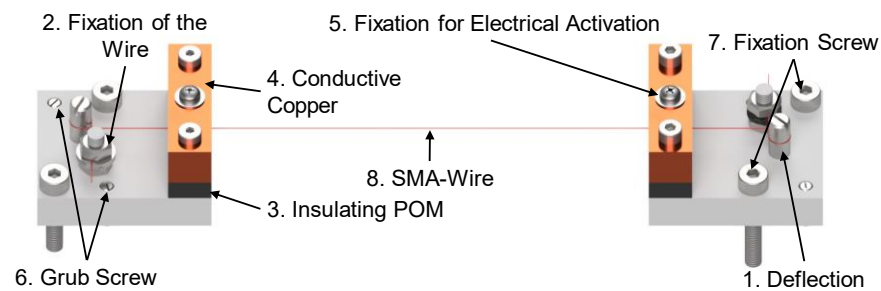 2. Fixation of the
Wire
5. Fixation for Electrical Activation
7. Fixation Screw
4. Conductive
Copper
8. SMA-Wire
3. Insulating POM
6. Grub Screw
1. Deflection